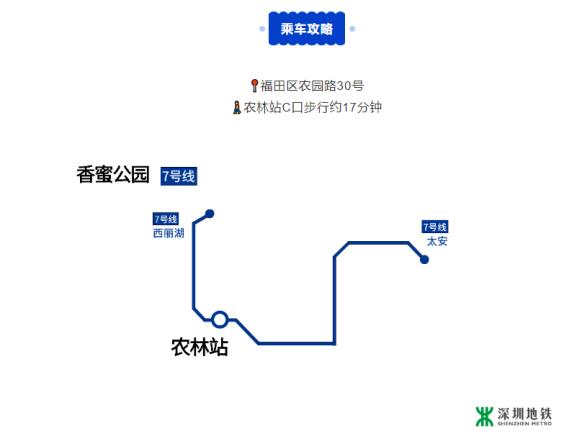 乘车攻略
福田区农园路30号
农林站C口步行约17分钟
香蜜公园 7号线
7号线
西丽湖
7号线
太安
农林站
深圳地铁
SHENZHEN METRO